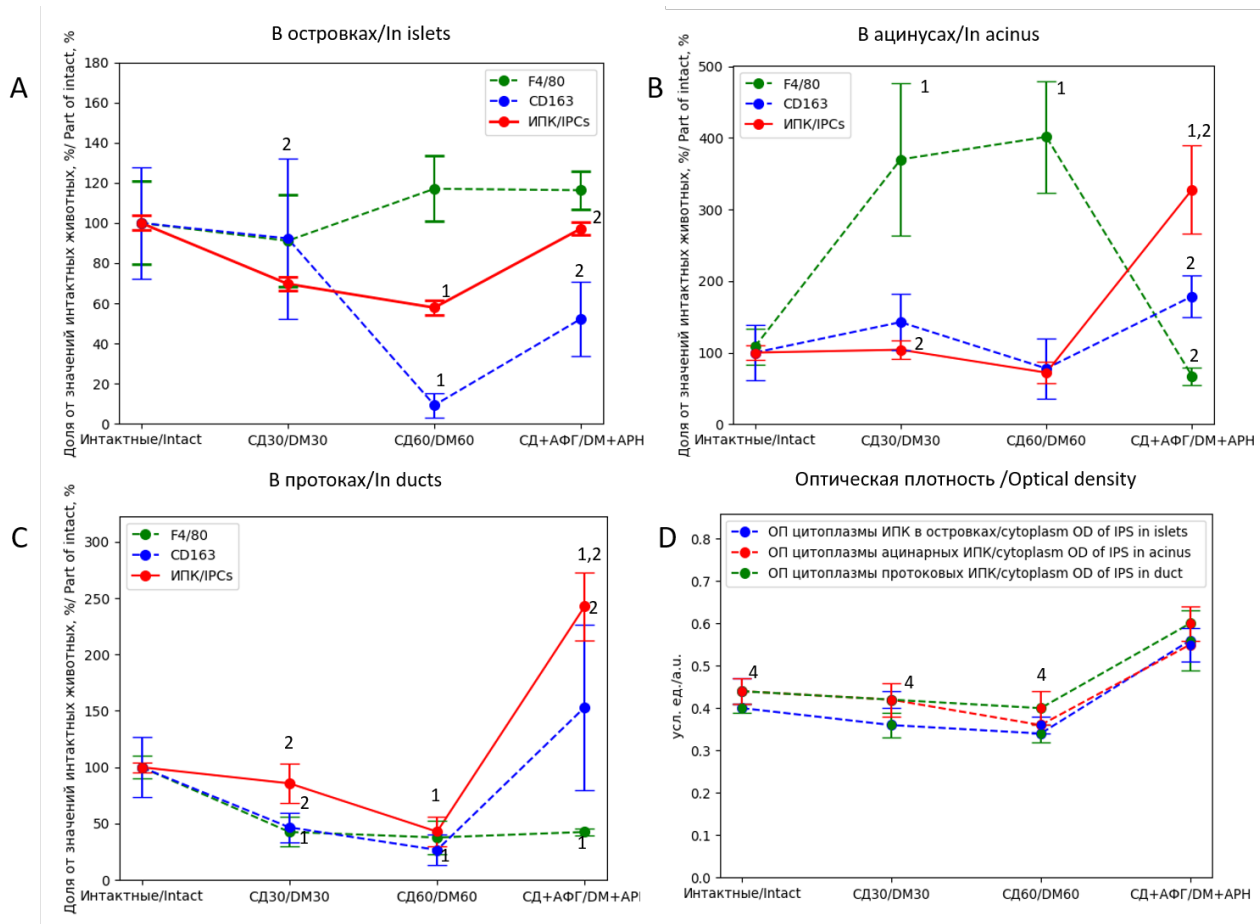 A
В островках/In islets
Доля от значений интактных животных, %/ Part of intact, %
180
160
140
120
100
80
60
40
20
0
F4/80
CD163
ИПК/IPCs
2
1
1
2
2
Интактные/Intact
СД30/DM30
СД60/DM60
СД+АФГ/DM+APH
B
В ацинусах/In acinus
Доля от значений интактных животных, %/ Part of intact, %
500
400
300
200
100
0
F4/80
CD163
ИПК/IPCs
1
1
1,2
2
2
2
Интактные/Intact
СД30/DM30
СД60/DM60
СД+АФГ/DM+APH
C
В протоках/In ducts
Доля от значений интактных животных, %/ Part of intact, %
300
250
200
150
100
50
0
F4/80
CD163
ИПК/IPCs
1,2
2
2
2
1
1
1
1
Интактные/Intact
СД30/DM30
СД60/DM60
СД+АФГ/DM+API
D
Оптическая плотность /Optical density
усл. ед./a.u.
0.8
0.7
0.6
0.5
0.4
0.3
0.2
0.1
0.0
ОП цитоплазмы ИПК в островках/cytoplasm OD of IPS in islets
ОП цитоплазмы ацинарных ИПК/cytoplasm OD of IPS in acinus
ОП цитоплазмы протоковых ИПК/cytoplasm OD of IPS in duct
4
4
4
Интактные/Intact
СД30/DM30
СД60/DM60
СД+АФГ/DM+APH